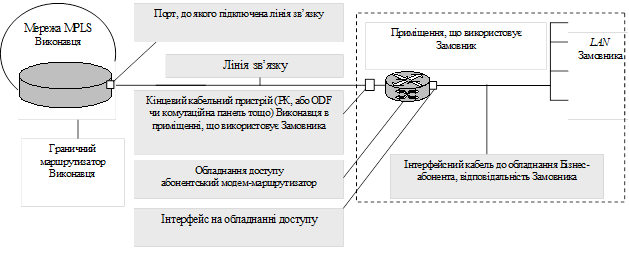 Мережа MPLS
Виконавця
Порт, до якого підключена лінія зв’язку
Лінія зв’язку
Кінцевий кабельний пристрій (РК, або ODF
чи комутаційна панель тощо) Виконавця в
приміщенні, що використовує Замовника
Граничний
маршрутизатор
Виконавця
Обладнання доступу
абонентський модем-маршрутизатор
Інтерфейс на обладнанні доступу
Приміщення, що використовує
Замовник
LAN
Замовника
Інтерфейсний кабель до обладнання Бізнес-
абонента, відповідальність Замовника